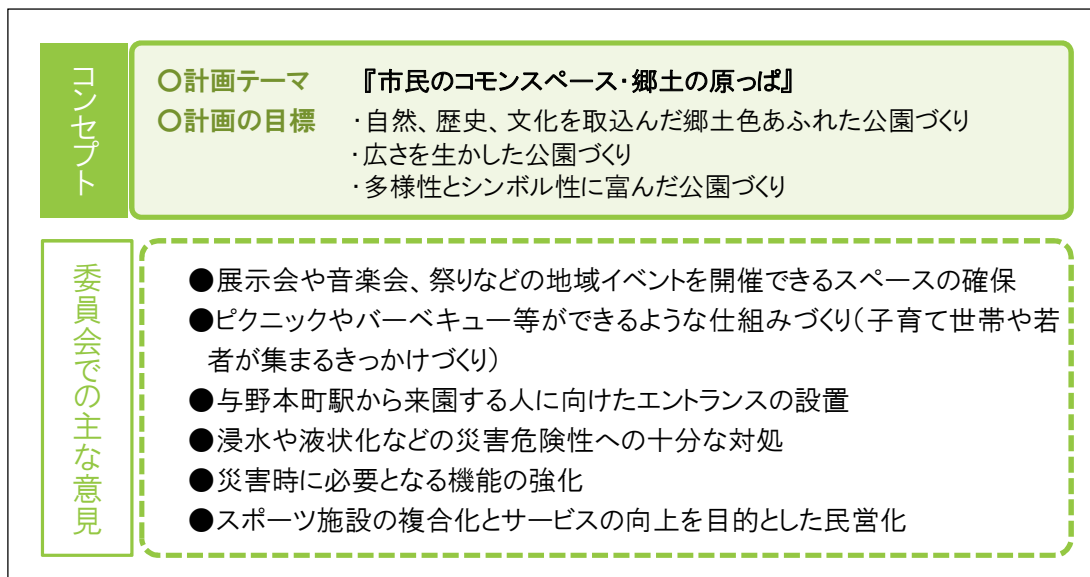 コンセプト
〇計画テーマ 『市民のコモンスペース・郷土の原っぱ』
〇計画の目標 ・自然、歴史、文化を取込んだ郷土色あふれた公園づくり
・広さを生かした公園づくり
・多様性とシンボル性に富んだ公園づくり
委員会での主な意見
●展示会や音楽会、祭りなどの地域イベントを開催できるスペースの確保
●ピクニックやバーベキュー等ができるような仕組みづくり(子育て世帯や若
者が集まるきっかけづくり)
●与野本町駅から来園する人に向けたエントランスの設置
●浸水や液状化などの災害危険性への十分な対処
●災害時に必要となる機能の強化
●スポーツ施設の複合化とサービスの向上を目的とした民営化